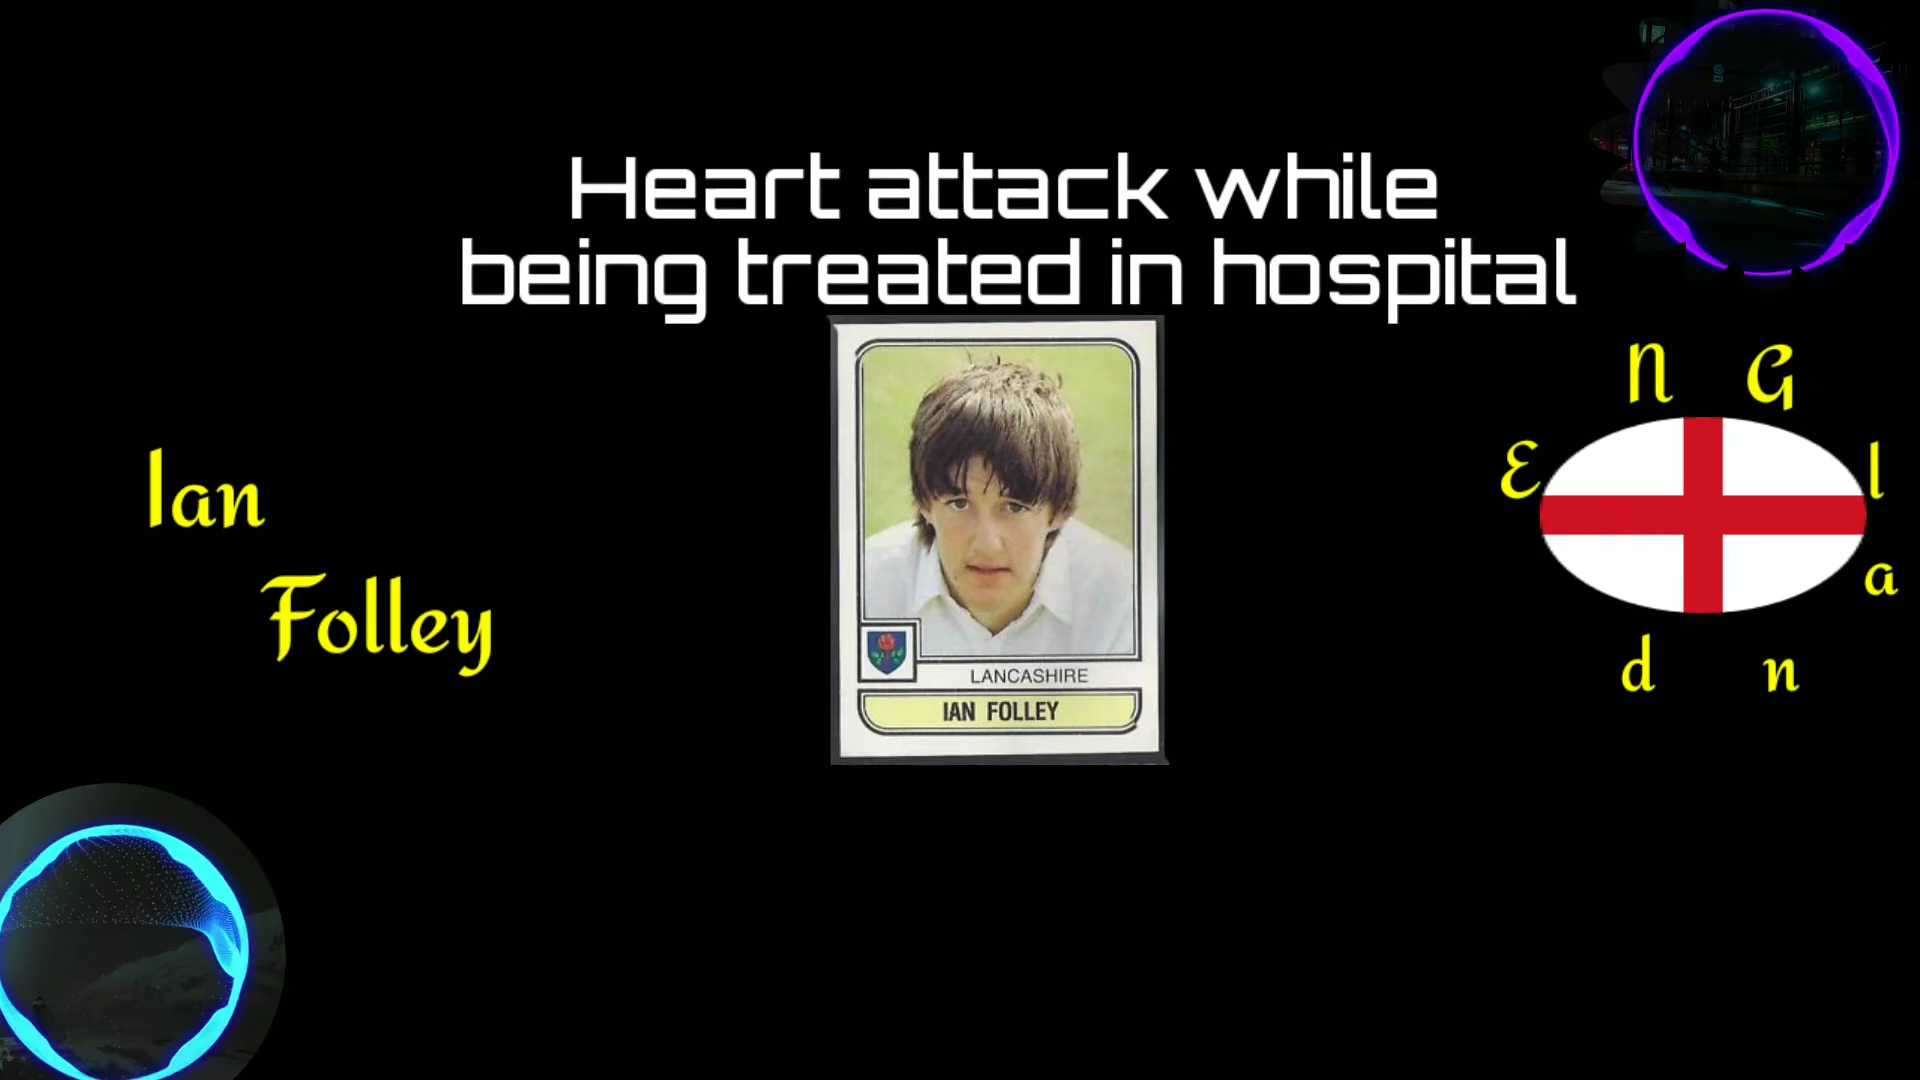 Heart attack while
being treated in hospital
Ian
Folley
LANCASHIRE
IAN FOLLEY
E N G l a n d